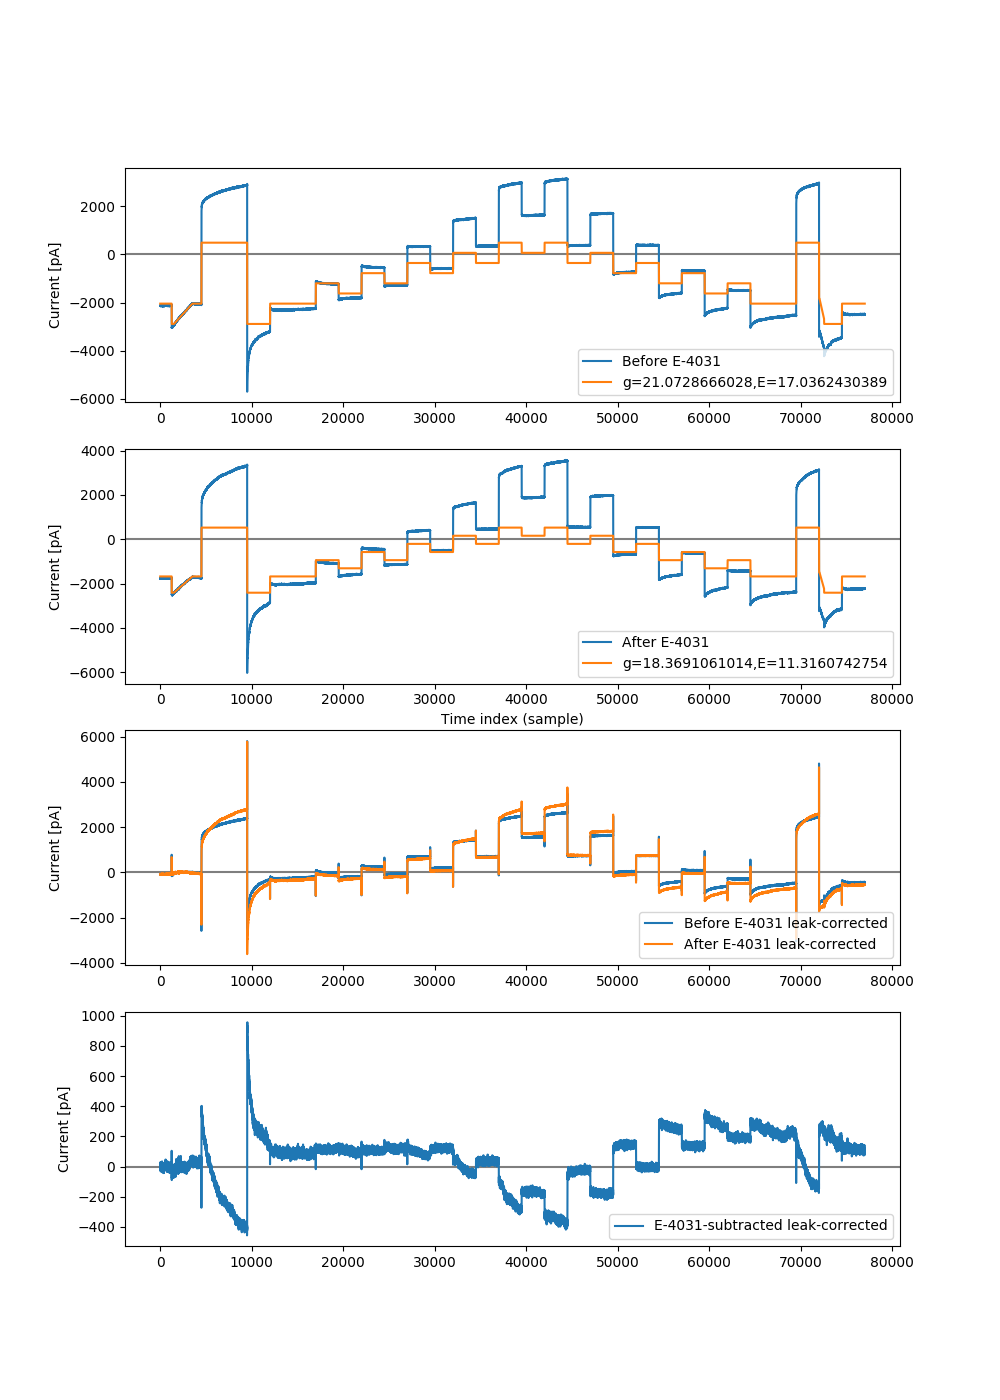 2000
0
−2000
−4000
−6000
Current [pA]
Before E-4031
g=21.0728666028,E=17.0362430389
0 10000 20000 30000 40000 50000 60000 70000 80000
4000
2000
0
−2000
−4000
−6000
Current [pA]
After E-4031
g=18.3691061014,E=11.3160742754
0 10000 20000 30000 40000 50000 60000 70000 80000
Time index (sample)
6000
4000
2000
0
−2000
−4000
Current [pA]
Before E-4031 leak-corrected
After E-4031 leak-corrected
0 10000 20000 30000 40000 50000 60000 70000 80000
1000
800
600
400
200
0
−200
−400
Current [pA]
E-4031-subtracted leak-corrected
0 10000 20000 30000 40000 50000 60000 70000 80000